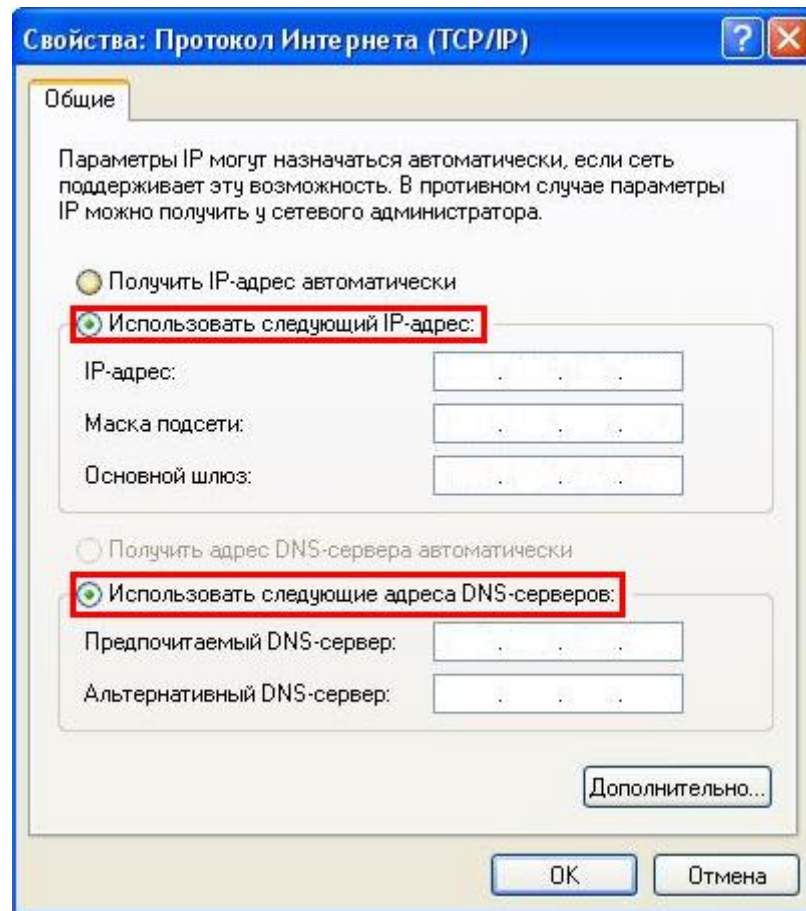 Свойства: Протокол Интернета (TCP/IP)
Общие
Параметры IP могут назначаться автоматически, если сеть
поддерживает эту возможность. В противном случае параметры
IP можно получить у сетевого администратора.
Получить IP-адрес автоматически
Использовать следующий IP-адрес:
IP-адрес:
Маска подсети:
Основной шлюз:
Получить адрес DNS-сервера автоматически
Использовать следующие адреса DNS-серверов:
Предпочитаемый DNS-сервер:
Альтернативный DNS-сервер:
Дополнительно...
OK
Отмена